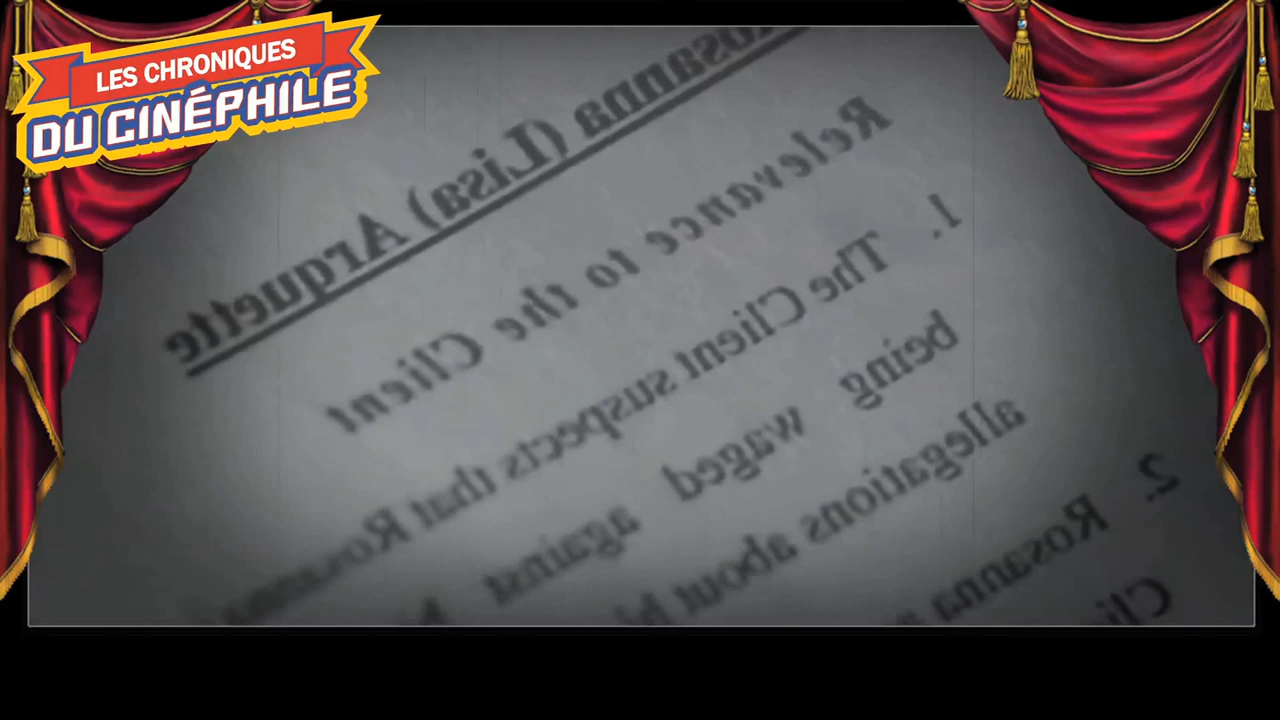 LES CHRONIQUES
DU CINÉPHILE
Rosanna (Lisa) Arquette
Relevance to the Client
1. The Client suspects that Rosanna
being waged against
allegations about
2. Rosanna